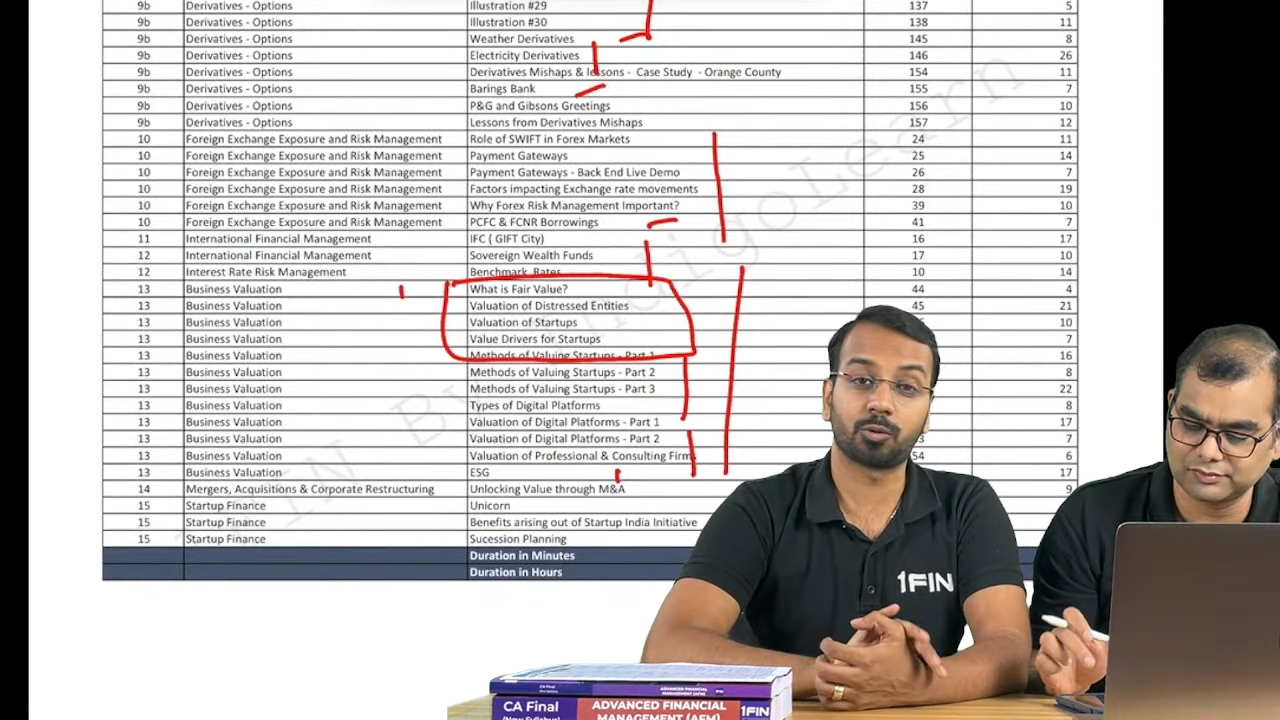 9b Derivatives - Options Illustration #29 137 5
9b Derivatives - Options Illustration #30 138 11
9b Derivatives - Options Weather Derivatives 145 8
9b Derivatives - Options Electricity Derivatives 146 26
9b Derivatives - Options Derivatives Mishaps & lessons - Case Study - Orange County 154 11
9b Derivatives - Options Barings Bank 155 7
9b Derivatives - Options P&G and Gibsons Greetings 156 10
9b Derivatives - Options Lessons from Derivatives Mishaps 157 12
10 Foreign Exchange Exposure and Risk Management Role of SWIFT in Forex Markets 24 11
10 Foreign Exchange Exposure and Risk Management Payment Gateways 25 14
10 Foreign Exchange Exposure and Risk Management Payment Gateways - Back End Live Demo 26 7
10 Foreign Exchange Exposure and Risk Management Factors impacting Exchange rate movements 28 19
10 Foreign Exchange Exposure and Risk Management Why Forex Risk Management Important? 39 10
10 Foreign Exchange Exposure and Risk Management PCFC & FCNR Borrowings 41 7
11 International Financial Management IFC ( GIFT City) 16 17
12 International Financial Management Sovereign Wealth Funds 17 10
12 Interest Rate Risk Management Benchmark Rates 10 14
13 Business Valuation What is Fair Value? 44 4
13 Business Valuation Valuation of Distressed Entities 45 21
13 Business Valuation Valuation of Startups 10
13 Business Valuation Value Drivers for Startups 7
13 Business Valuation Methods of Valuing Startups - Part 1 16
13 Business Valuation Methods of Valuing Startups - Part 2 8
13 Business Valuation Methods of Valuing Startups - Part 3 22
13 Business Valuation Types of Digital Platforms 8
13 Business Valuation Valuation of Digital Platforms - Part 1 17
13 Business Valuation Valuation of Digital Platforms - Part 2 7
13 Business Valuation Valuation of Professional & Consulting Firms 54 6
13 Business Valuation ESG 17
14 Mergers, Acquisitions & Corporate Restructuring Unlocking Value through M&A 9
15 Startup Finance Unicorn
15 Startup Finance Benefits arising out of Startup India Initiative
15 Startup Finance Sucession Planning
Duration in Minutes
Duration in Hours
1FIN By IndigoLearn
1FIN
CA Final ADVANCED FINANCIAL
CA Final ADVANCED FINANCIAL 1FIN
(New Syllabus) MANAGEMENT (AFM)